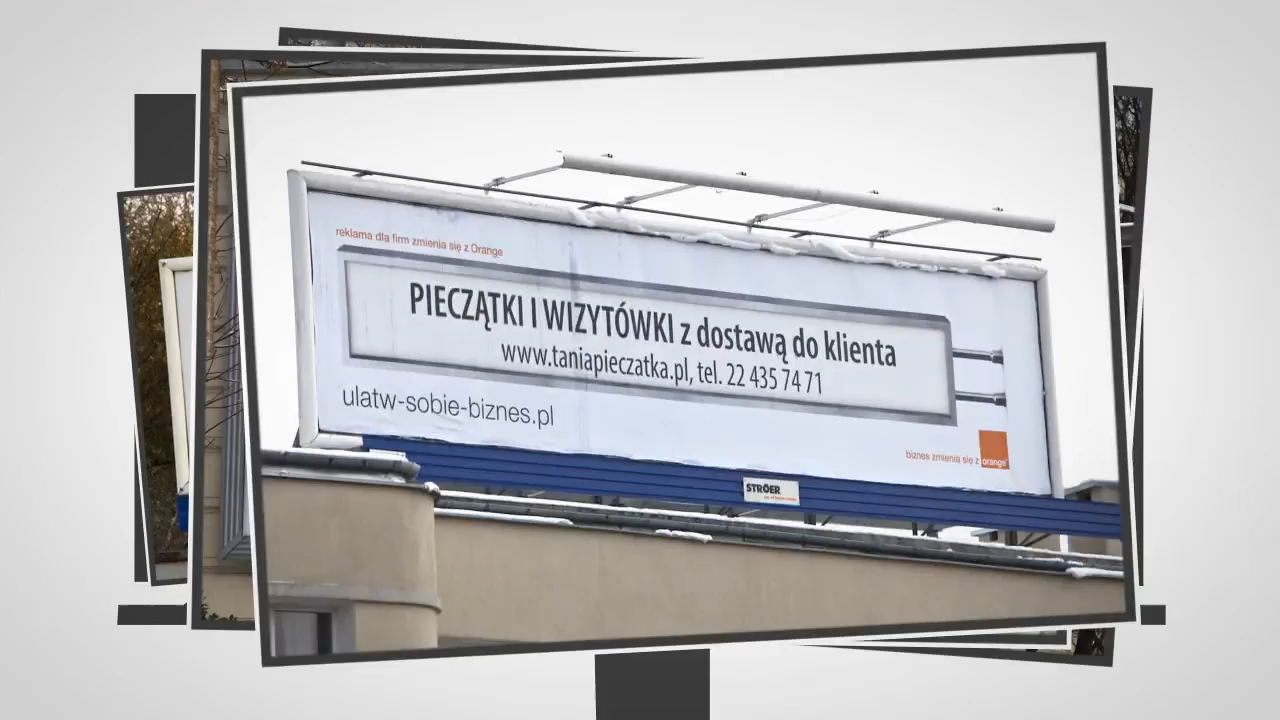 reklama dla firm zmienia się z Orange
PIECZĄTKI I WIZYTÓWKI z dostawą do klienta
www.taniapieczatka.pl, tel. 22 435 74 71
ulatw-sobie-biznes.pl
biznes zmienia się z orange
STRÖER